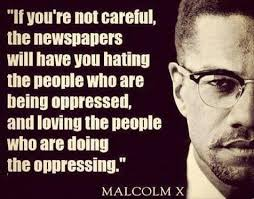 "If you're not careful,
the newspapers
will have you hating
the people who are
being oppressed,
and loving the people
who are doing
the oppressing."
MALCOLM X